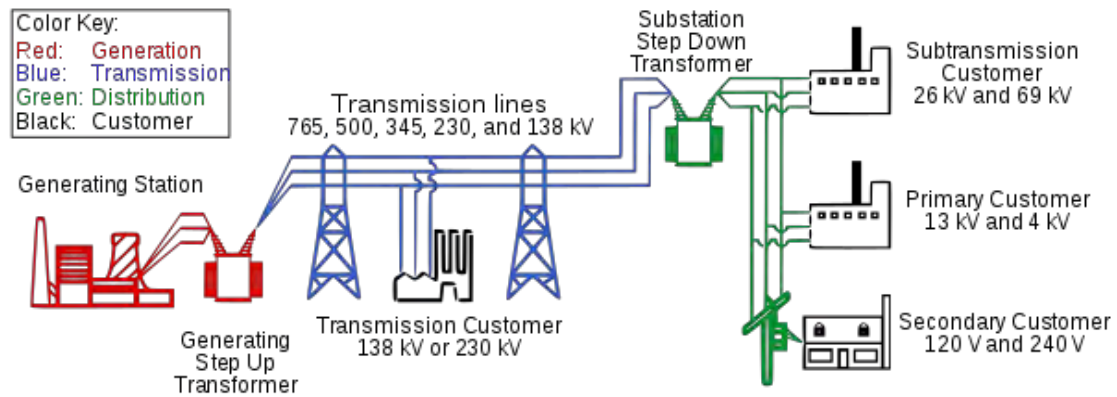 Color Key:
Red: Generation
Blue: Transmission
Green: Distribution
Black: Customer
Generating Station
Generating
Step Up
Transformer
Transmission lines
765, 500, 345, 230, and 138 kV
Transmission Customer
138 kV or 230 kV
Substation
Step Down
Transformer
Subtransmission
Customer
26 kV and 69 kV
Primary Customer
13 kV and 4 kV
Secondary Customer
120 V and 240 V